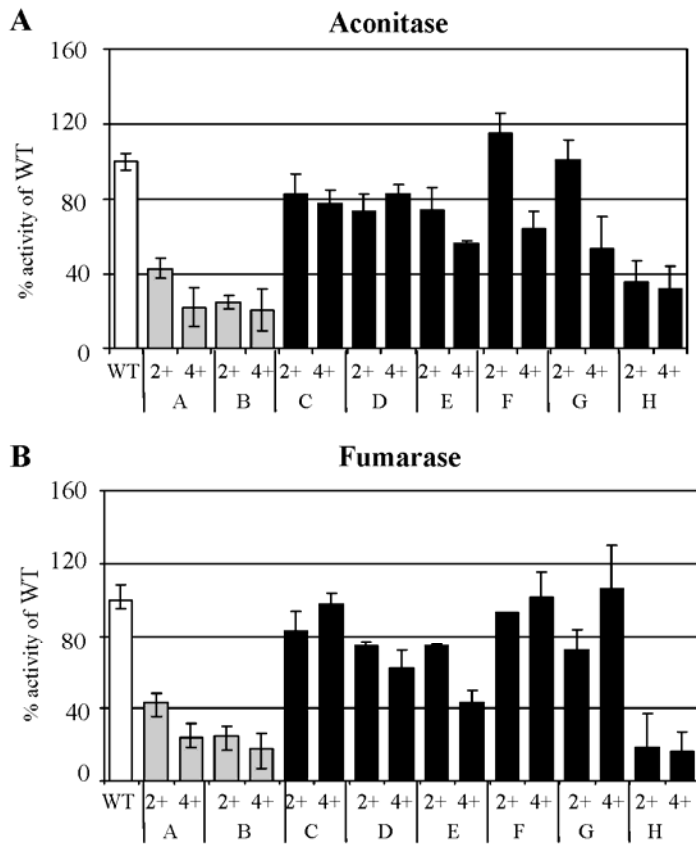 A
Aconitase
160
120
80
40
0
% activity of WT
WT 2+ 4+ 2+ 4+ 2+ 4+ 2+ 4+ 2+ 4+ 2+ 4+ 2+ 4+ 2+ 4+
A B C D E F G H
B
Fumarase
160
120
80
40
0
% activity of WT
WT 2+ 4+ 2+ 4+ 2+ 4+ 2+ 4+ 2+ 4+ 2+ 4+ 2+ 4+ 2+ 4+
A B C D E F G H